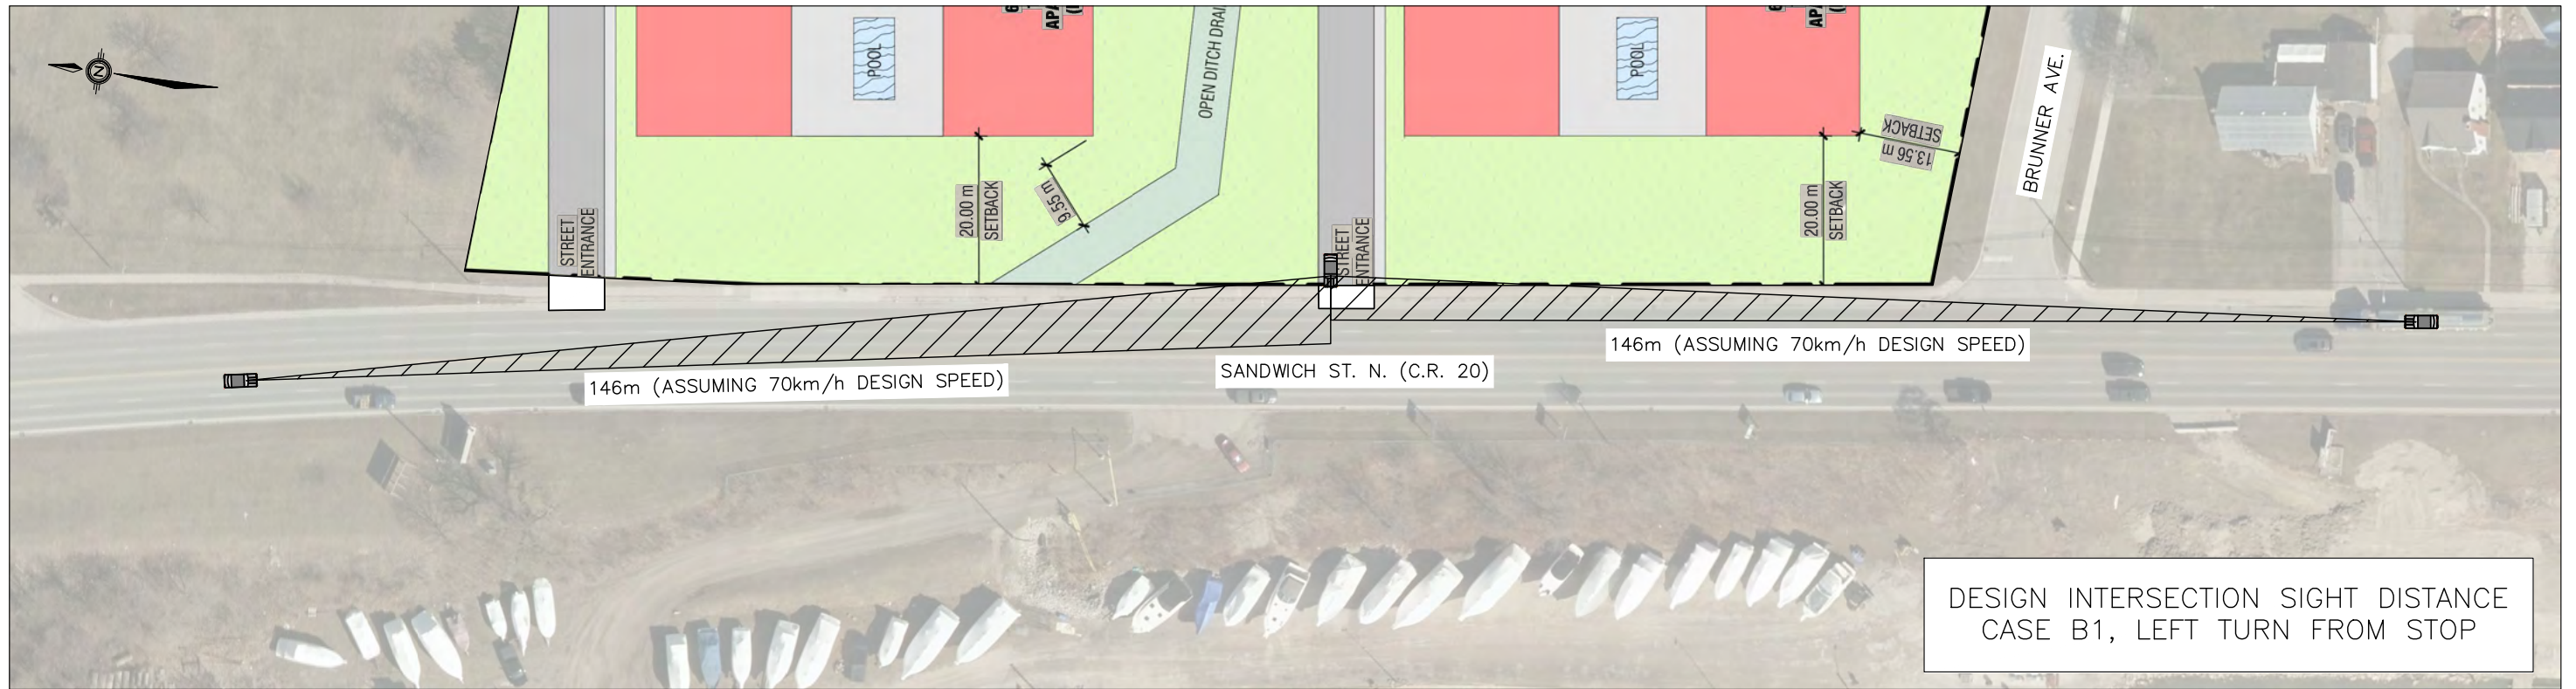 N
POOL
OPEN DITCH DRAI
POOL
BRUNNER AVE.
13.56 m
SETBACK
STREET
ENTRANCE
20.00 m
SETBACK
9.55 m
STREET
ENTRANCE
20.00 m
SETBACK
146m (ASSUMING 70km/h DESIGN SPEED)
SANDWICH ST. N. (C.R. 20)
146m (ASSUMING 70km/h DESIGN SPEED)
DESIGN INTERSECTION SIGHT DISTANCE
CASE B1, LEFT TURN FROM STOP